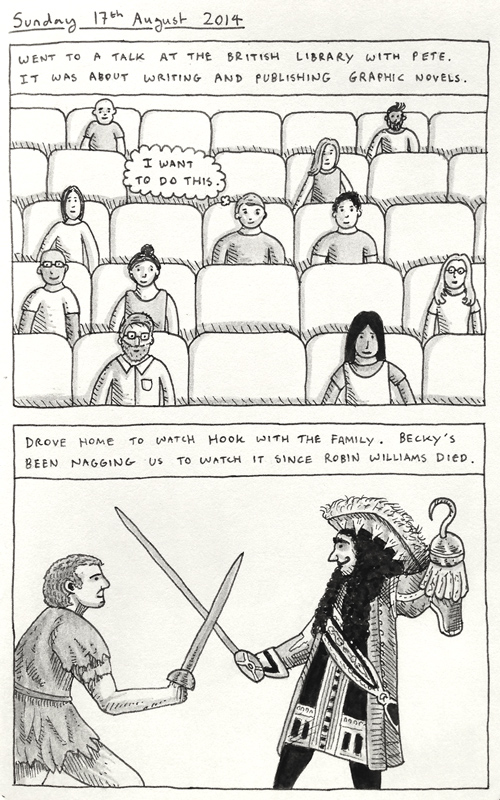 Sunday 17th August 2014
WENT TO A TALK AT THE BRITISH LIBRARY WITH PETE.
IT WAS ABOUT WRITING AND PUBLISHING GRAPHIC NOVELS.
I WANT
TO DO THIS.
DROVE HOME TO WATCH HOOK WITH THE FAMILY. BECKY'S
BEEN NAGGING US TO WATCH IT SINCE ROBIN WILLIAMS DIED.